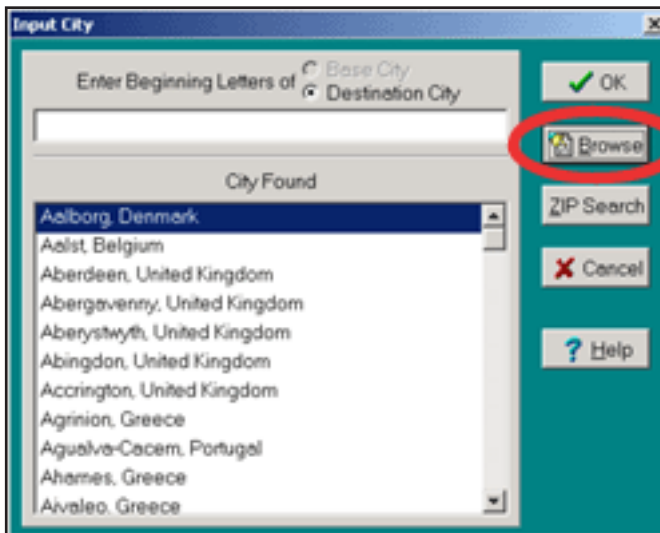 Input City
Enter Beginning Letters of
Base City
Destination City
City Found
Aalborg, Denmark
Aalst, Belgium
Aberdeen, United Kingdom
Abergavenny, United Kingdom
Aberystwyth, United Kingdom
Abingdon, United Kingdom
Accrington, United Kingdom
Agrinion, Greece
Agualva-Cacem, Portugal
Aharnes, Greece
Aivaleo, Greece
OK
Browse
ZIP Search
Cancel
? Help